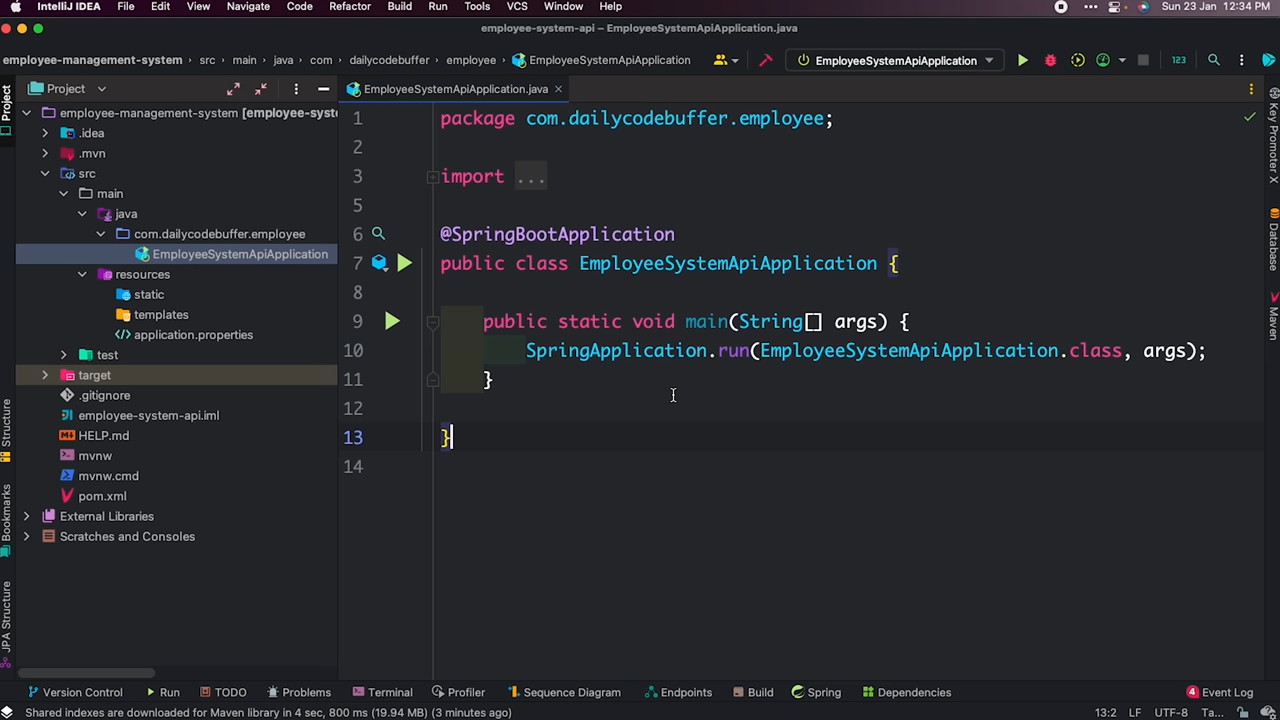 IntelliJ IDEA File Edit View Navigate Code Refactor Build Run Tools VCS Window Help Sun 23 Jan 12:34 PM
employee-system-api – EmployeeSystemApiApplication.java
employee-management-system › src › main › java › com › dailycodebuffer › employee › EmployeeSystemApiApplication
EmployeeSystemApiApplication
123
Project
EmployeeSystemApiApplication.java ×
Project
Structure
Bookmarks
JPA Structure
employee-management-system [employee-syste
.idea
.mvn
src
main
java
com.dailycodebuffer.employee
EmployeeSystemApiApplication
resources
static
templates
application.properties
test
target
.gitignore
employee-system-api.iml
HELP.md
mvnw
mvnw.cmd
pom.xml
External Libraries
Scratches and Consoles
1 package com.dailycodebuffer.employee;
2
3 import ...
5
6 @SpringBootApplication
7 public class EmployeeSystemApiApplication {
8
9 public static void main(String[] args) {
10 SpringApplication.run(EmployeeSystemApiApplication.class, args);
11 }
12
13 }
14
Key Promoter X
Database
Maven
Version Control Run TODO Problems Terminal Profiler Sequence Diagram Endpoints Build Spring Dependencies 4 Event Log
Shared indexes are downloaded for Maven library in 4 sec, 800 ms (19.94 MB) (3 minutes ago) 13:2 LF UTF-8 Ta...